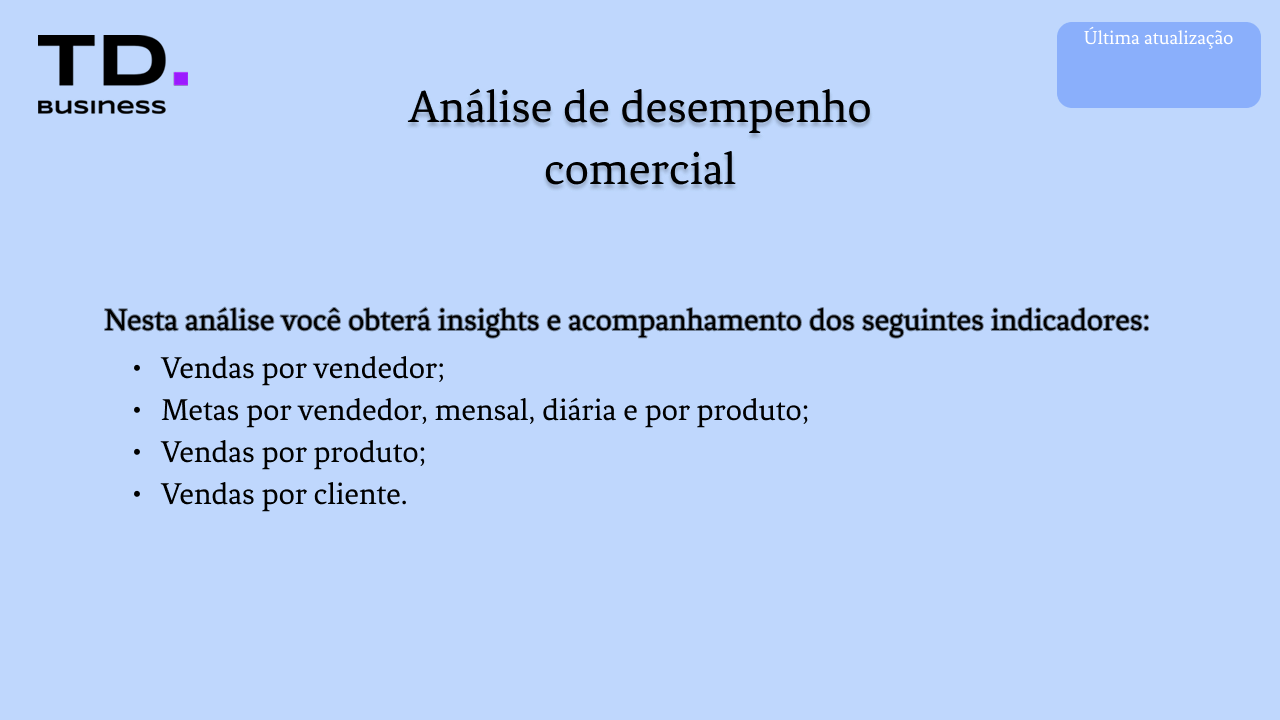 TD.
BUSINESS
Última atualização
Análise de desempenho
comercial
Nesta análise você obterá insights e acompanhamento dos seguintes indicadores:
• Vendas por vendedor;
• Metas por vendedor, mensal, diária e por produto;
• Vendas por produto;
• Vendas por cliente.